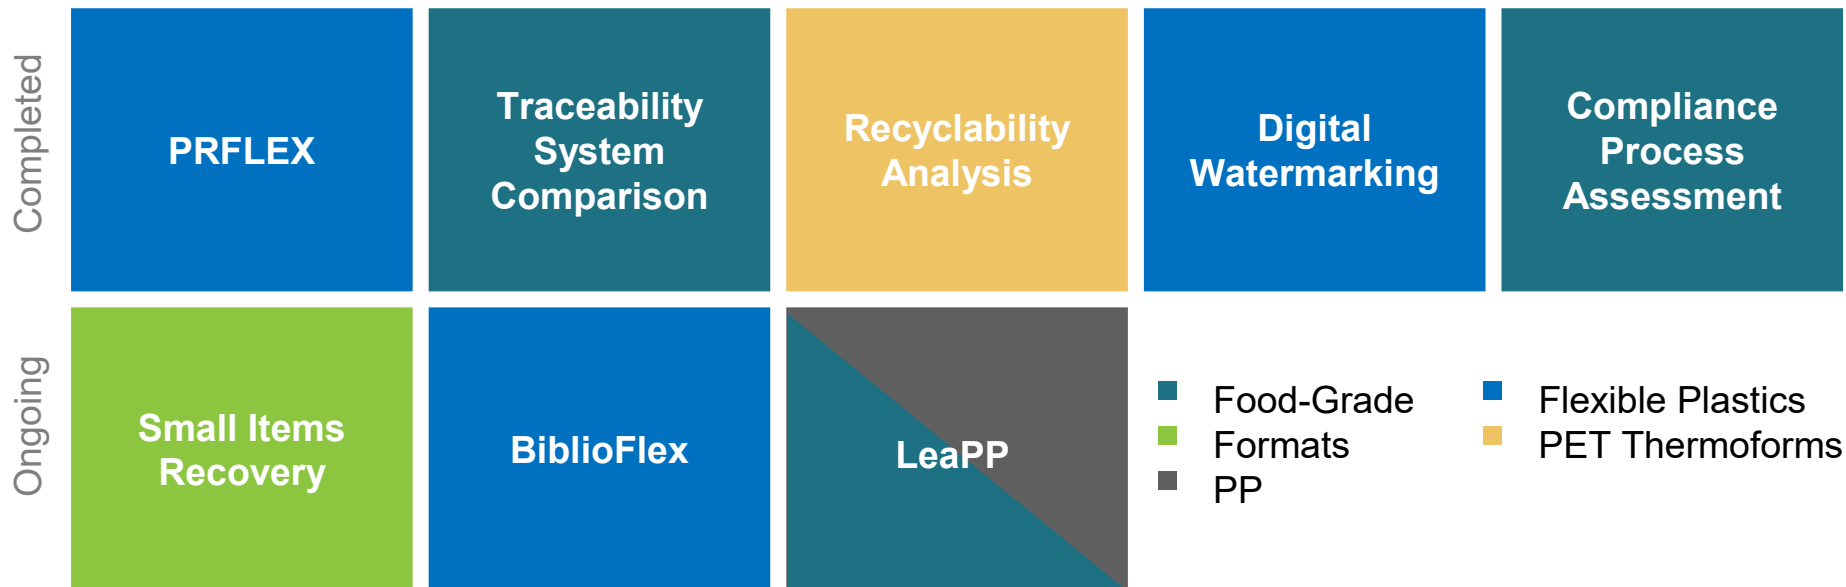 Completed
PRFLEX
Traceability
System
Comparison
Recyclability
Analysis
Digital
Watermarking
Compliance
Process
Assessment
Ongoing
Small Items
Recovery
BiblioFlex
LeaPP
Food-Grade
Formats
PP
Flexible Plastics
PET Thermoforms